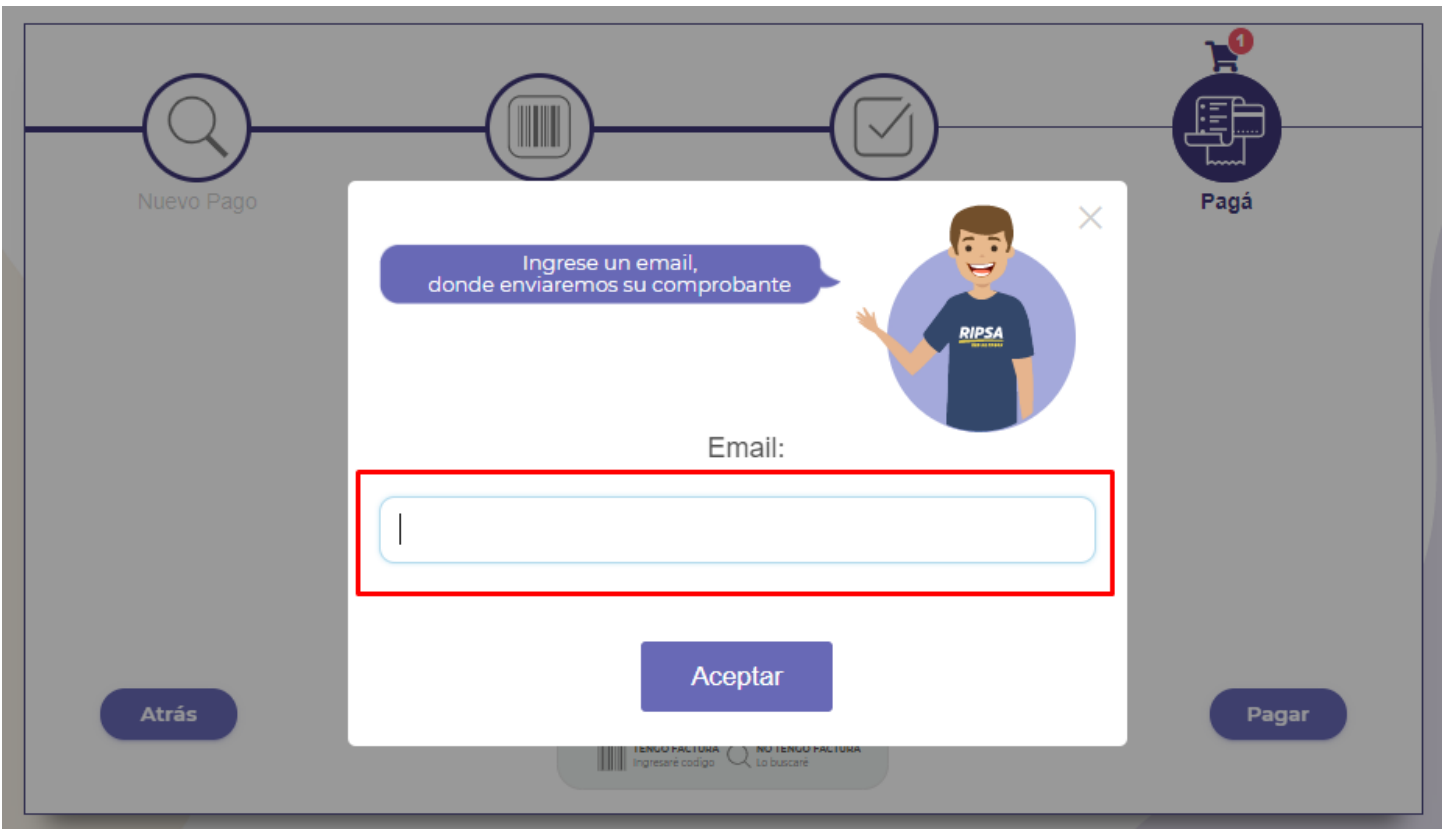 1
Nuevo Pago
Pagá
Ingrese un email,
donde enviaremos su comprobante
RIPSA
Email:
Aceptar
Atrás
Pagar
TENGO FACTURA
NO TENGO FACTURA
Ingresaré codigo
Lo buscaré